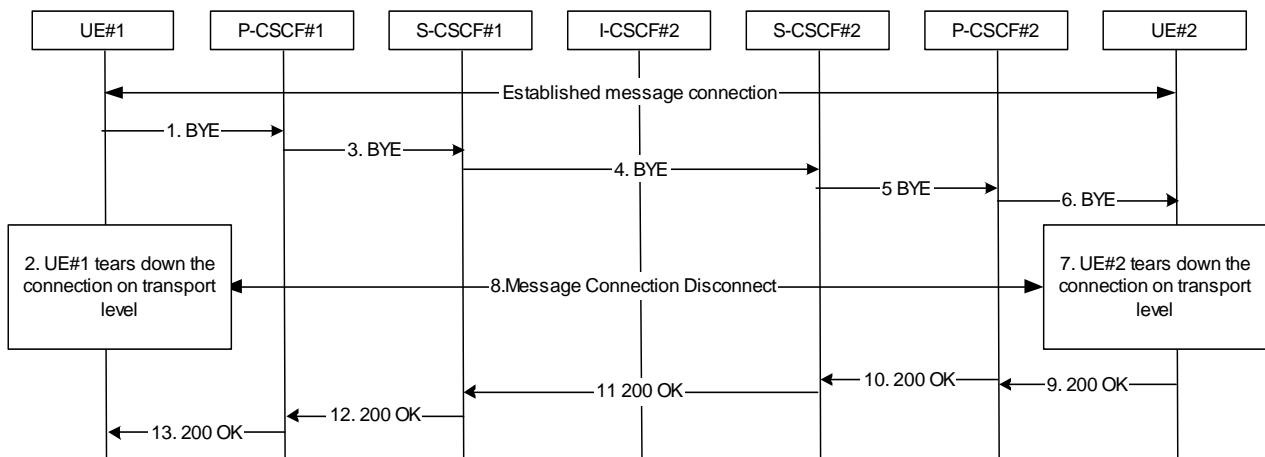 UE#1
P-CSCF#1
S-CSCF#1
I-CSCF#2
S-CSCF#2
P-CSCF#2
UE#2
Established message connection
1. BYE
3. BYE
4. BYE
5 BYE
6. BYE
2. UE#1 tears down the
connection on transport
level
8.Message Connection Disconnect
7. UE#2 tears down the
connection on transport
level
9. 200 OK
10. 200 OK
11 200 OK
12. 200 OK
13. 200 OK